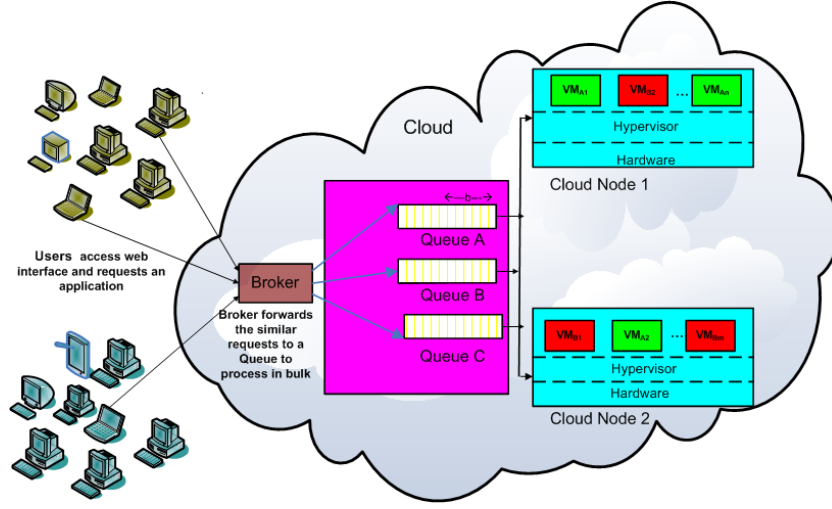 Cloud
Users access web
interface and requests an
application
Broker
Broker forwards
the similar
requests to a
Queue to
process in bulk
b
Queue A
Queue B
Queue C
VMA1
VMB2
...
VMAn
Hypervisor
Hardware
Cloud Node 1
VMB1
VMA2
....
VMBm
Hypervisor
Hardware
Cloud Node 2